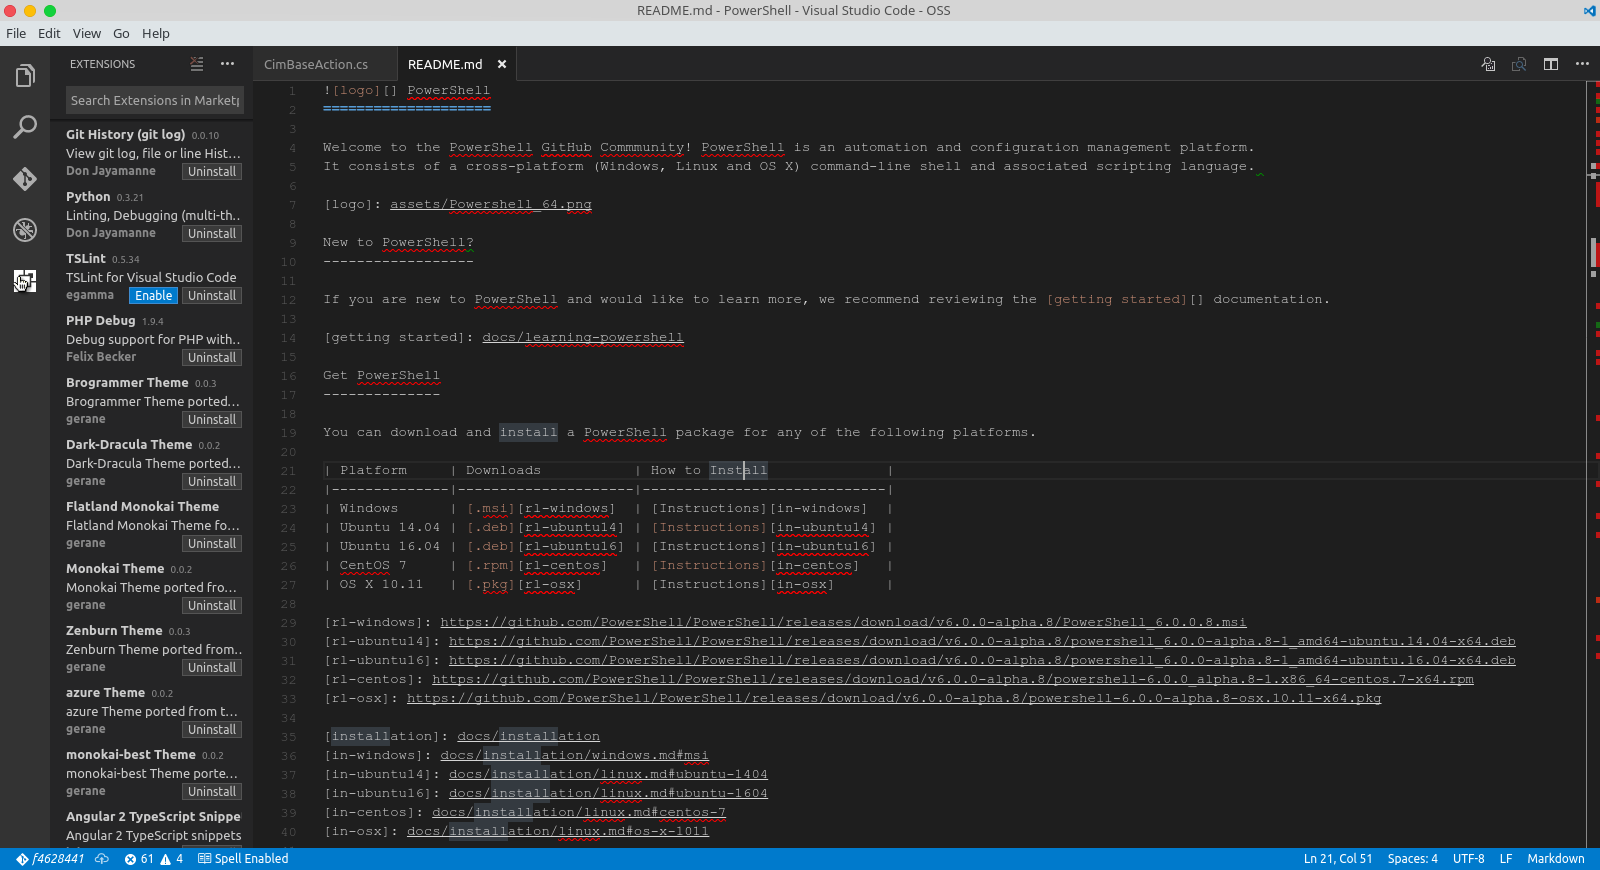 README.md - PowerShell - Visual Studio Code - OSS
File Edit View Go Help
EXTENSIONS
Search Extensions in Market
Git History (git log) 0.0.10
View git log, file or line Hist...
Don Jayamanne Uninstall
Python 0.3.21
Linting, Debugging (multi-th..
Don Jayamanne Uninstall
TSLint 0.5.34
TSLint for Visual Studio Code
egamma Enable Uninstall
PHP Debug 1.9.4
Debug support for PHP with..
Felix Becker Uninstall
Brogrammer Theme 0.0.3
Brogrammer Theme ported...
gerane Uninstall
Dark-Dracula Theme 0.0.2
Dark-Dracula Theme ported..
gerane Uninstall
Flatland Monokai Theme
Flatland Monokai Theme fo...
gerane Uninstall
Monokai Theme 0.0.2
Monokai Theme ported fro...
gerane Uninstall
Zenburn Theme 0.0.3
Zenburn Theme ported from..
gerane Uninstall
azure Theme 0.0.2
azure Theme ported from t...
gerane Uninstall
monokai-best Theme 0.0.2
monokai-best Theme porte...
gerane Uninstall
Angular 2 TypeScript Snippe
Angular 2 TypeScript snippets
CimBaseAction.cs README.md
1 ![logo][] PowerShell
2 ====================
3
4 Welcome to the PowerShell GitHub Commmunity! PowerShell is an automation and configuration management platform.
5 It consists of a cross-platform (Windows, Linux and OS X) command-line shell and associated scripting language.
6
7 [logo]: assets/Powershell_64.png
8
9 New to PowerShell?
10 ------------------
11
12 If you are new to PowerShell and would like to learn more, we recommend reviewing the [getting started][] documentation.
13
14 [getting started]: docs/learning-powershell
15
16 Get PowerShell
17 --------------
18
19 You can download and install a PowerShell package for any of the following platforms.
20
21 | Platform     | Downloads           | How to Install              |
22 |--------------|---------------------|-----------------------------|
23 | Windows      | [.msi][rl-windows]  | [Instructions][in-windows]  |
24 | Ubuntu 14.04 | [.deb][rl-ubuntu14] | [Instructions][in-ubuntu14] |
25 | Ubuntu 16.04 | [.deb][rl-ubuntu16] | [Instructions][in-ubuntu16] |
26 | CentOS 7     | [.rpm][rl-centos]   | [Instructions][in-centos]   |
27 | OS X 10.11   | [.pkg][rl-osx]      | [Instructions][in-osx]      |
28
29 [rl-windows]: https://github.com/PowerShell/PowerShell/releases/download/v6.0.0-alpha.8/PowerShell_6.0.0.8.msi
30 [rl-ubuntu14]: https://github.com/PowerShell/PowerShell/releases/download/v6.0.0-alpha.8/powershell_6.0.0-alpha.8-1_amd64-ubuntu.14.04-x64.deb
31 [rl-ubuntu16]: https://github.com/PowerShell/PowerShell/releases/download/v6.0.0-alpha.8/powershell_6.0.0-alpha.8-1_amd64-ubuntu.16.04-x64.deb
32 [rl-centos]: https://github.com/PowerShell/PowerShell/releases/download/v6.0.0-alpha.8/powershell-6.0.0_alpha.8-1.x86_64-centos.7-x64.rpm
33 [rl-osx]: https://github.com/PowerShell/PowerShell/releases/download/v6.0.0-alpha.8/powershell-6.0.0-alpha.8-osx.10.11-x64.pkg
34
35 [installation]: docs/installation
36 [in-windows]: docs/installation/windows.md#msi
37 [in-ubuntu14]: docs/installation/linux.md#ubuntu-1404
38 [in-ubuntu16]: docs/installation/linux.md#ubuntu-1604
39 [in-centos]: docs/installation/linux.md#centos-7
40 [in-osx]: docs/installation/linux.md#os-x-1011
f4628441 61 4 Spell Enabled Ln 21, Col 51 Spaces: 4 UTF-8 LF Markdown